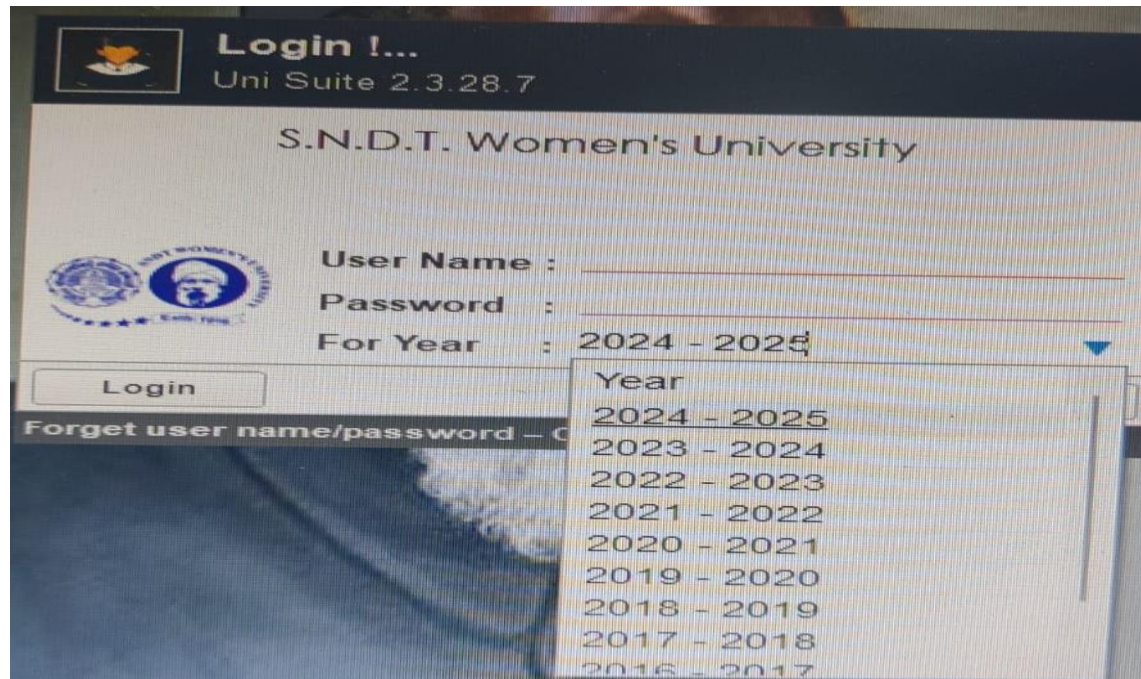 Login !...
Uni Suite 2.3.28.7
S.N.D.T. Women's University
User Name :
Password :
For Year : 2024 - 2025
Login
Forget user name/password –
Year
2024 - 2025
2023 - 2024
2022 - 2023
2021 - 2022
2020 - 2021
2019 - 2020
2018 - 2019
2017 - 2018
2016 - 2017